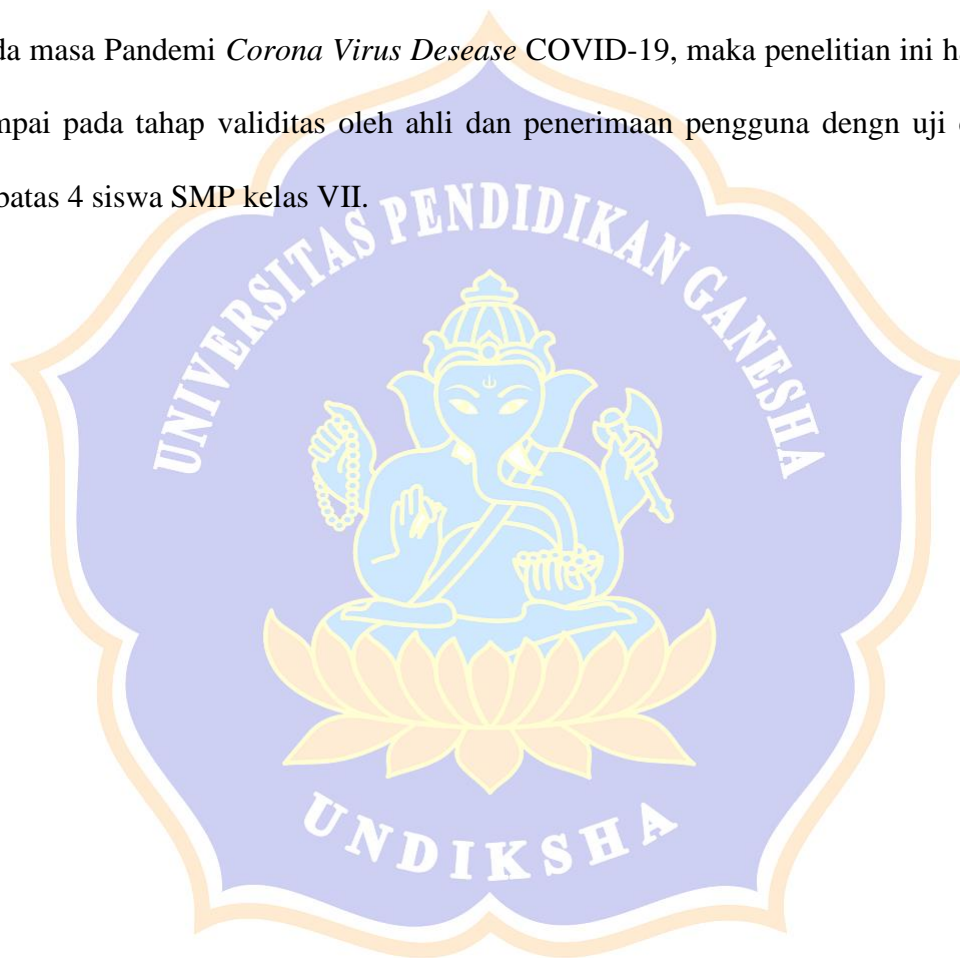 da masa Pandemi Corona Virus Desease COVID-19, maka penelitian ini ha
mpai pada tahap validitas oleh ahli dan penerimaan pengguna dengn uji
batas 4 siswa SMP kelas VII.
UNIVERSITAS PENDIDIKAN GANESHA
UNDIKSHA